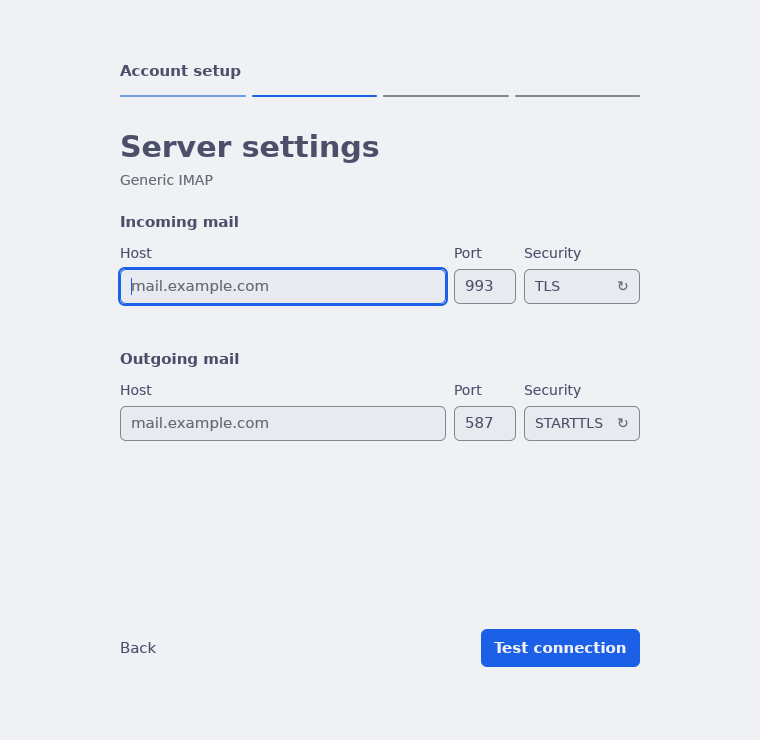 Account setup
Server settings
Generic IMAP
Incoming mail
Host Port Security
mail.example.com 993 TLS ↻
Outgoing mail
Host Port Security
mail.example.com 587 STARTTLS ↻
Back Test connection